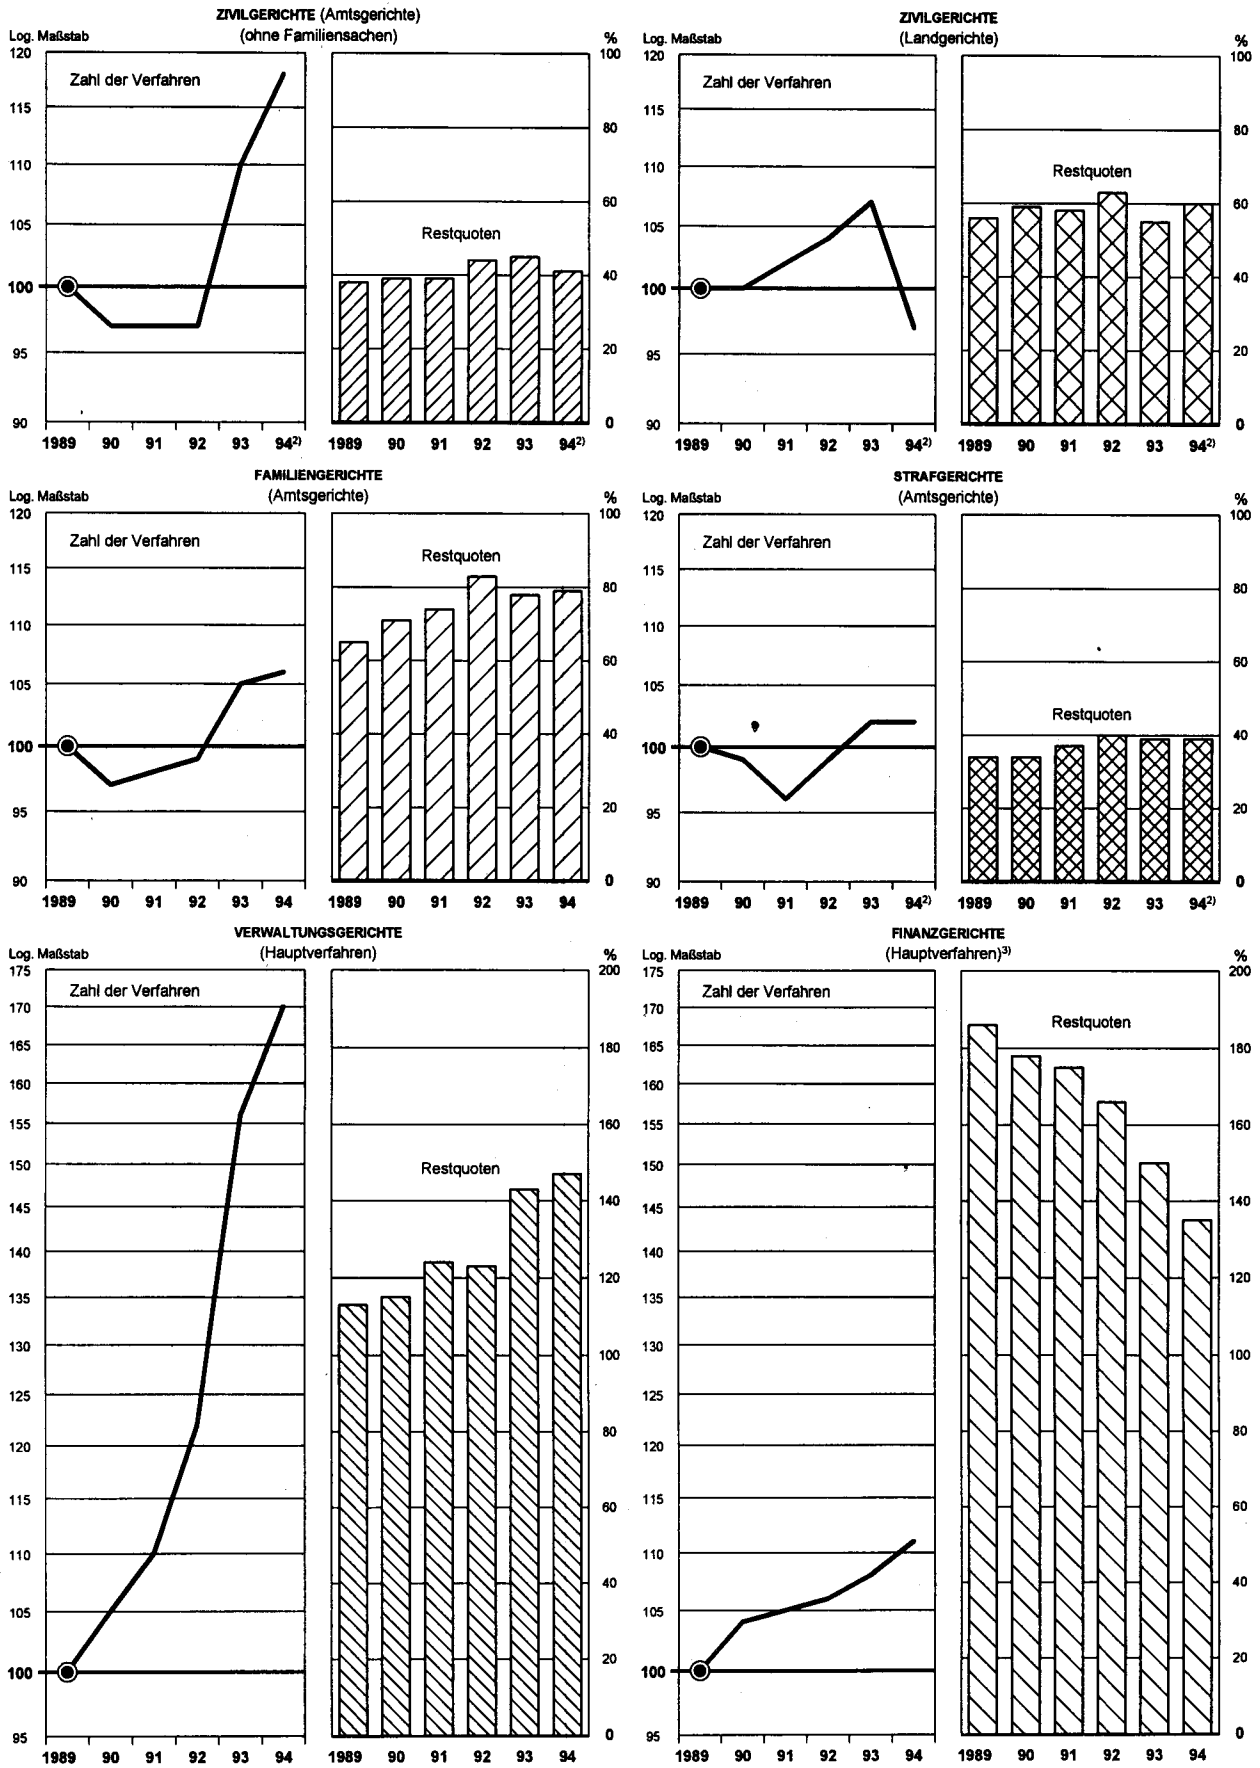 ZIVILGERICHTE (Amtsgerichte)
(ohne Familiensachen)
Log. Maßstab
%
Zahl der Verfahren
120
115
110
105
100
95
90
1989 90 91 92 93 94²⁾
Restquoten
100
80
60
40
20
0
1989 90 91 92 93 94²⁾
ZIVILGERICHTE
(Landgerichte)
Log. Maßstab
%
Zahl der Verfahren
120
115
110
105
100
95
90
1989 90 91 92 93 94²⁾
Restquoten
100
80
60
40
20
0
1989 90 91 92 93 94²⁾
FAMILIENGERICHTE
(Amtsgerichte)
Log. Maßstab
%
Zahl der Verfahren
120
115
110
105
100
95
90
1989 90 91 92 93 94
Restquoten
100
80
60
40
20
0
1989 90 91 92 93 94
STRAFGERICHTE
(Amtsgerichte)
Log. Maßstab
%
Zahl der Verfahren
120
115
110
105
100
95
90
1989 90 91 92 93 94²⁾
Restquoten
100
80
60
40
20
0
1989 90 91 92 93 94²⁾
VERWALTUNGSGERICHTE
(Hauptverfahren)
Log. Maßstab
%
Zahl der Verfahren
175
170
165
160
155
150
145
140
135
130
125
120
115
110
105
100
95
1989 90 91 92 93 94
Restquoten
200
180
160
140
120
100
80
60
40
20
0
1989 90 91 92 93 94
FINANZGERICHTE
(Hauptverfahren)³⁾
Log. Maßstab
%
Zahl der Verfahren
175
170
165
160
155
150
145
140
135
130
125
120
115
110
105
100
95
1989 90 91 92 93 94
Restquoten
200
180
160
140
120
100
80
60
40
20
0
1989 90 91 92 93 94